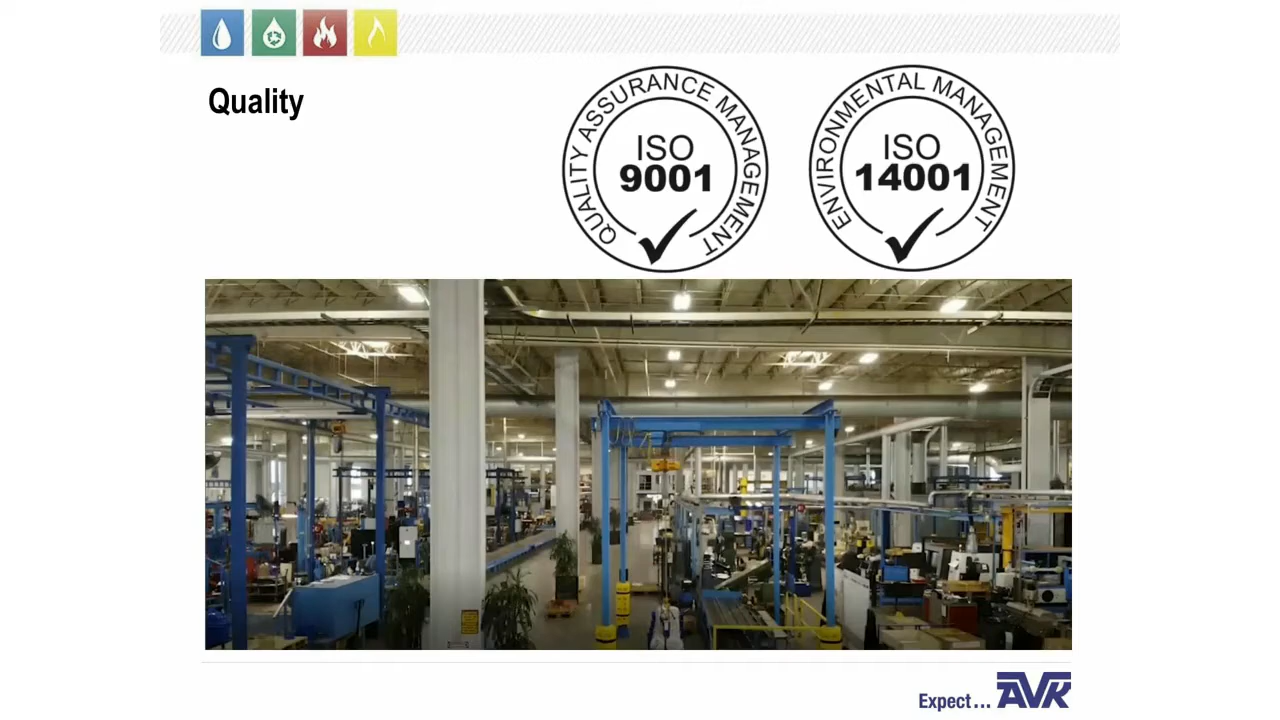 Quality
QUALITY ASSURANCE MANAGEMENT
ISO
9001
ENVIRONMENTAL MANAGEMENT
ISO
14001
Expect... AVK